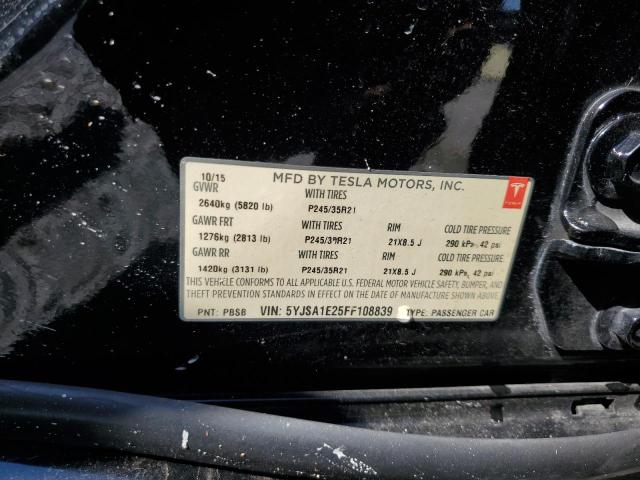 10/15 MFD BY TESLA MOTORS, INC.
GVWR WITH TIRES
2640kg (5820 lb) P245/35R21
GAWR FRT WITH TIRES RIM COLD TIRE PRESSURE
1276kg (2813 lb) P245/35R21 21X8.5 J 290 kPa, 42 psi
GAWR RR WITH TIRES RIM COLD TIRE PRESSURE
1420kg (3131 lb) P245/35R21 21X8.5 J 290 kPa, 42 psi
THIS VEHICLE CONFORMS TO ALL APPLICABLE U.S. FEDERAL MOTOR VEHICLE SAFETY, BUMPER, AND
THEFT PREVENTION STANDARDS IN EFFECT ON THE DATE OF MANUFACTURE SHOWN ABOVE.
PNT: PBSB VIN: 5YJSA1E25FF108839 TYPE: PASSENGER CAR
TESLA